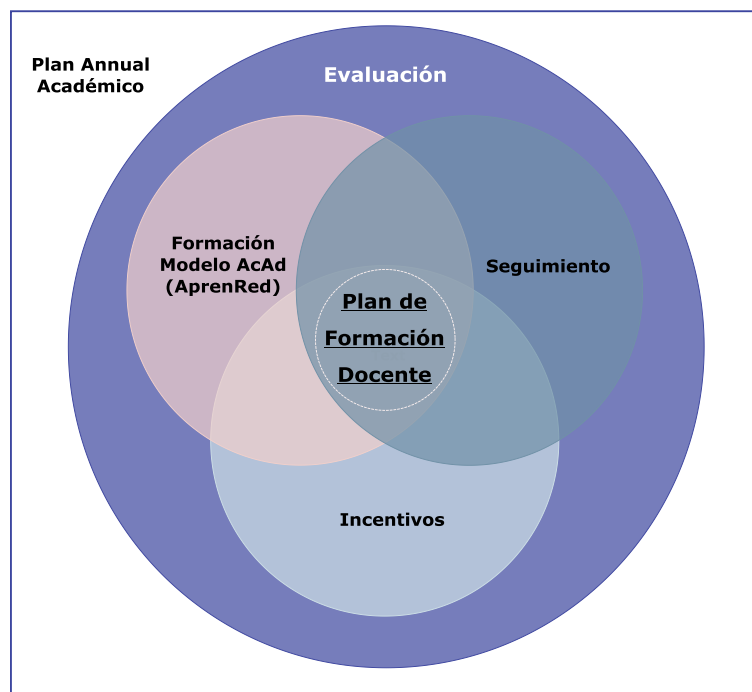 Plan Annual
Académico
Evaluación
Formación
Modelo AcAd
(AprenRed)
Seguimiento
Plan de
Formación
Docente
Incentivos